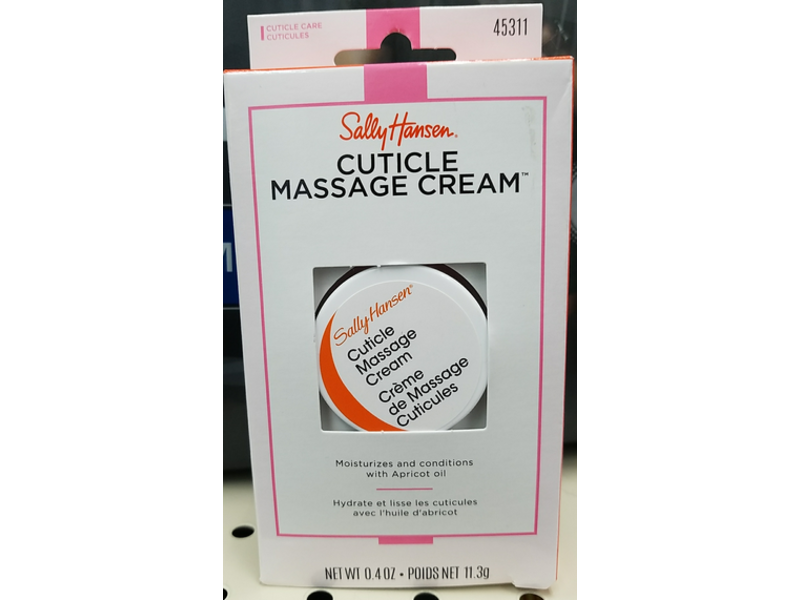 CUTICLE CARE
CUTICULES
45311
Sally Hansen®
CUTICLE
MASSAGE CREAM™
Sally Hansen®
Cuticle
Massage
Cream
Crème
de Massage
Cuticules
Moisturizes and conditions
with Apricot oil
Hydrate et lisse les cuticules
avec l'huile d'abricot
NET WT 0.4 OZ • POIDS NET 11.3g